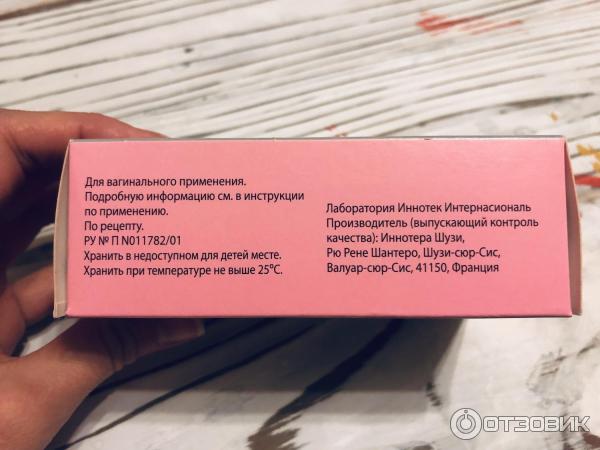 Для вагинального применения.
Подробную информацию см. в инструкции
по применению.
По рецепту.
РУ № П N011782/01
Хранить в недоступном для детей месте.
Хранить при температуре не выше 25°С.
Лаборатория Иннотек Интернасиональ
Производитель (выпускающий контроль
качества): Иннотера Шузи,
Рю Рене Шантеро, Шузи-сюр-Сис,
Валуар-сюр-Сис, 41150, Франция
ОТЗОВИК